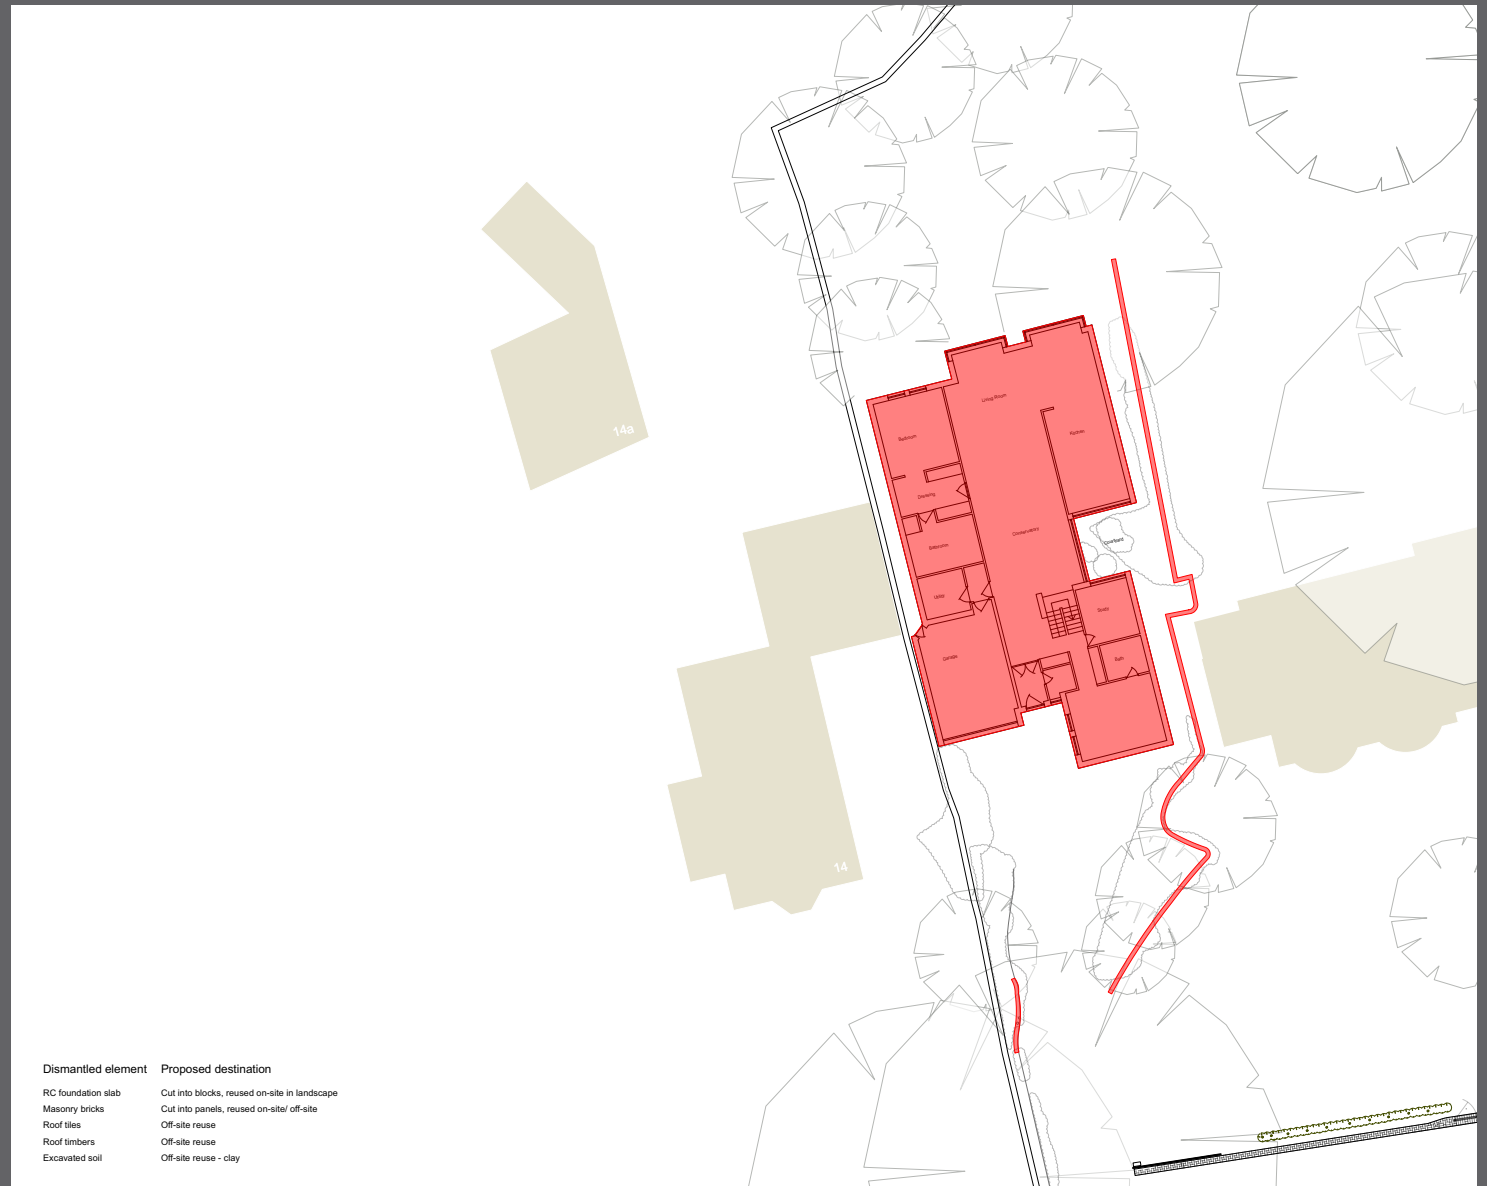 14a
Living Room
Bedroom
Kitchen
Dressing
Conservatory
Courtyard
Bathroom
Utility
Study
Garage
Bath
14
Dismantled element Proposed destination
RC foundation slab Cut into blocks, reused on-site in landscape
Masonry bricks Cut into panels, reused on-site/ off-site
Roof tiles Off-site reuse
Roof timbers Off-site reuse
Excavated soil Off-site reuse - clay